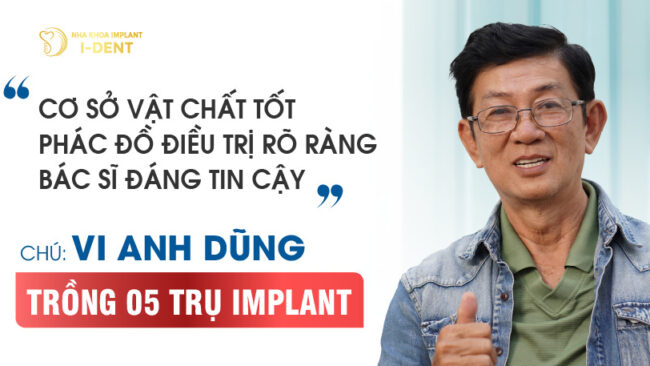 NHA KHOA IMPLANT
I-DENT
“ CƠ SỞ VẬT CHẤT TỐT
PHÁC ĐỒ ĐIỀU TRỊ RÕ RÀNG
BÁC SĨ ĐÁNG TIN CẬY ”
CHÚ: VI ANH DŨNG
TRỒNG 05 TRỤ IMPLANT